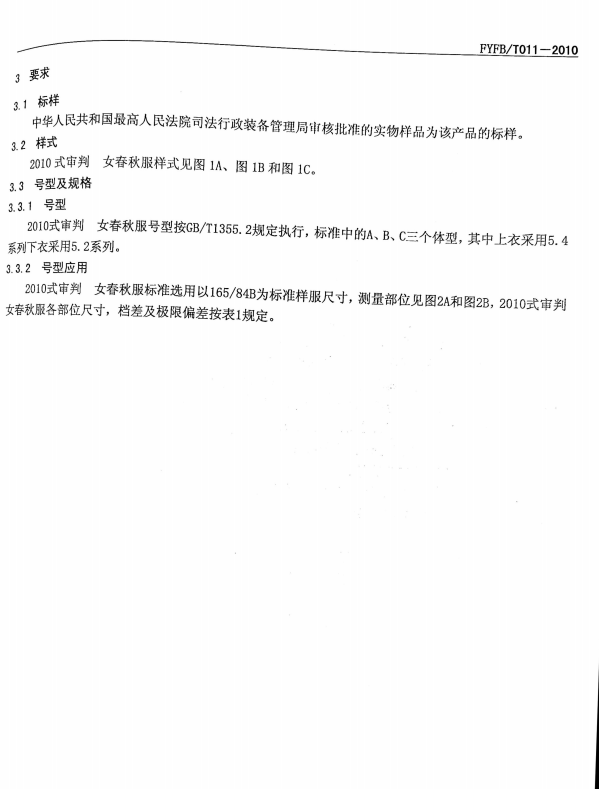 FYFB/T011—2010
3 要求
3.1 标样
中华人民共和国最高人民法院司法行政装备管理局审核批准的实物样品为该产品的标样。
3.2 样式
2010 式审判 女春秋服样式见图 1A、图 1B 和图 1C。
3.3 号型及规格
3.3.1 号型
2010式审判 女春秋服号型按GB/T1355.2规定执行，标准中的A、B、C三个体型，其中上衣采用5.4
系列下衣采用5.2系列。
3.3.2 号型应用
2010式审判 女春秋服标准选用以165/84B为标准样服尺寸，测量部位见图2A和图2B，2010式审判
女春秋服各部位尺寸，档差及极限偏差按表1规定。